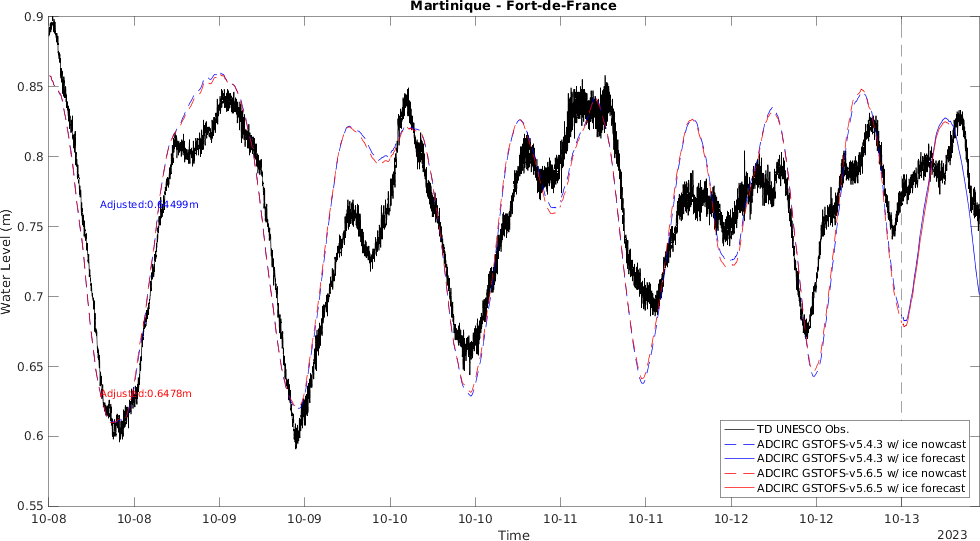 Martinique - Fort-de-France
Water Level (m)
0.9
0.85
0.8
0.75
0.7
0.65
0.6
0.55
Adjusted:0.64499m
Adjusted:0.6478m
TD UNESCO Obs.
ADCIRC GSTOFS-v5.4.3 w/ ice nowcast
ADCIRC GSTOFS-v5.4.3 w/ ice forecast
ADCIRC GSTOFS-v5.6.5 w/ ice nowcast
ADCIRC GSTOFS-v5.6.5 w/ ice forecast
10-08 10-08 10-09 10-09 10-10 10-10 10-11 10-11 10-12 10-12 10-13
Time
2023